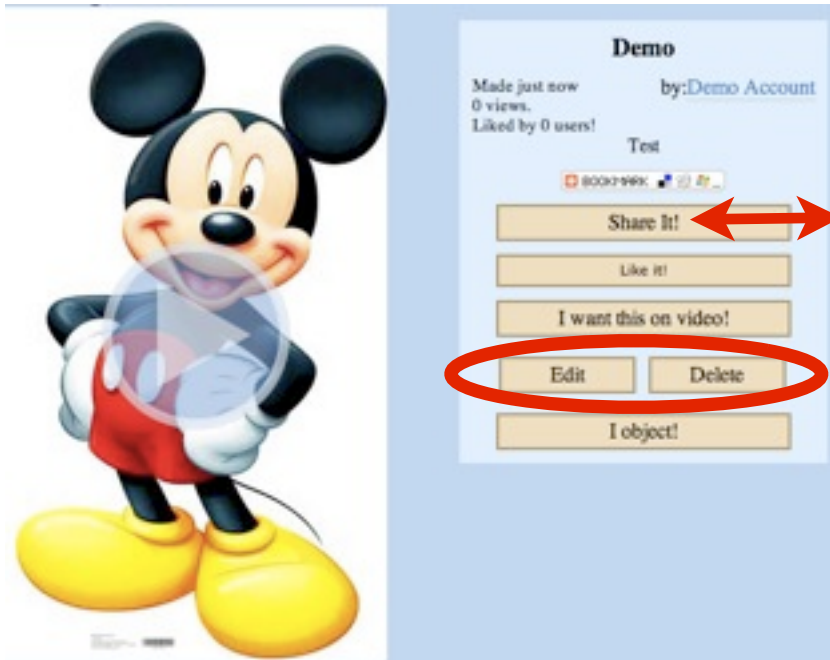 Demo
Made just now
by:Demo Account
0 views.
Liked by 0 users!
Test
BOOKMARK
Share It!
Like it!
I want this on video!
Edit
Delete
I object!